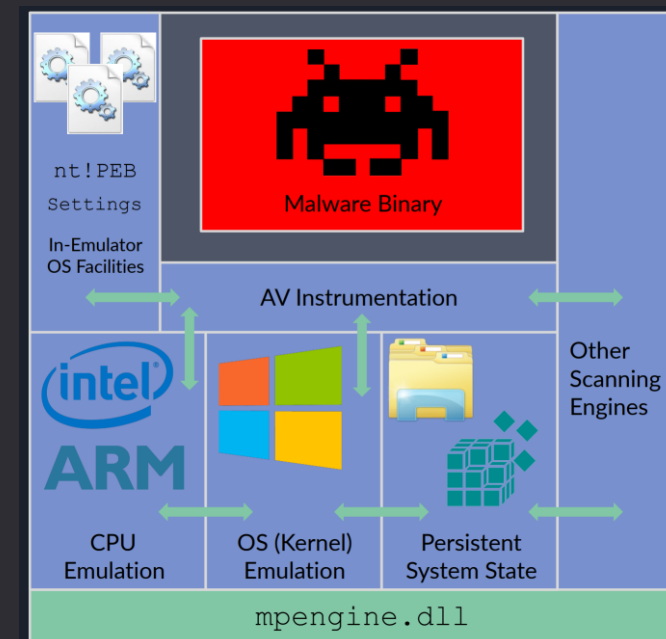 nt!PEB
Settings
In-Emulator
OS Facilities
Malware Binary
AV Instrumentation
Other
Scanning
Engines
intel
ARM
CPU
Emulation
OS (Kernel)
Emulation
Persistent
System State
mpengine.dll